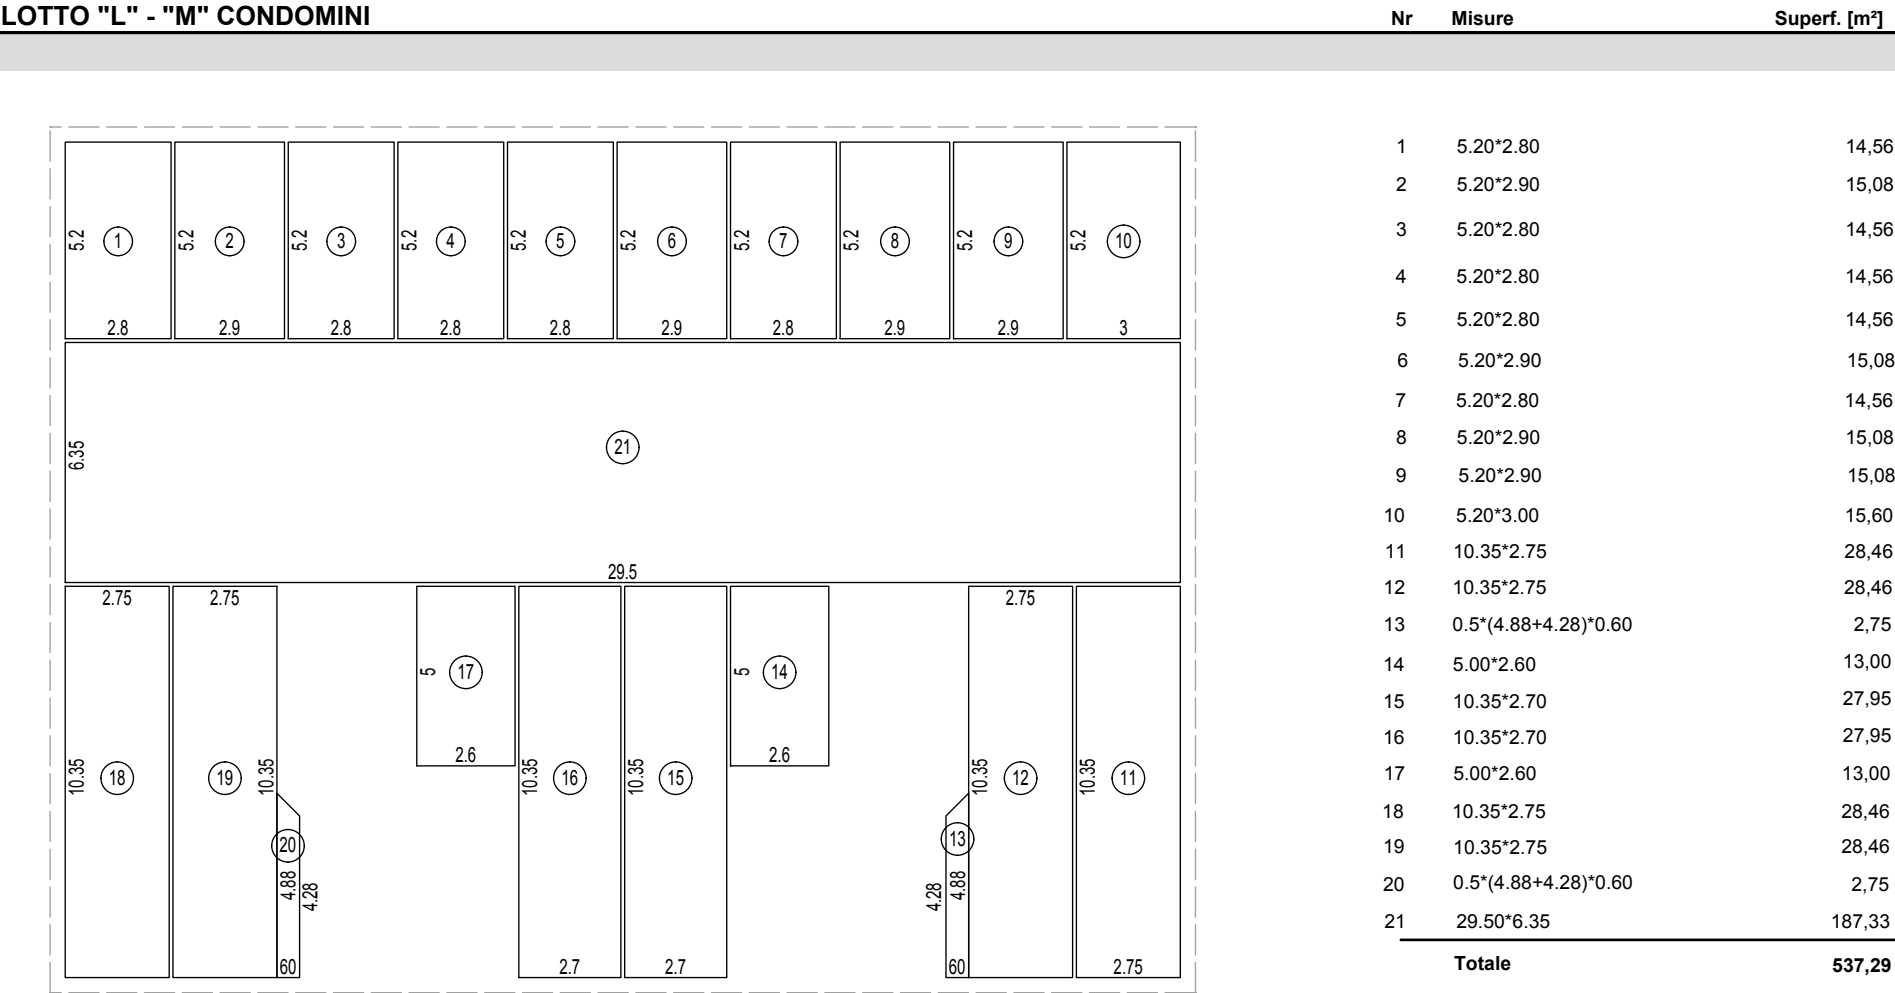 LOTTO "L" - "M" CONDOMINI Nr Misure Superf. [m²]
5.2 1 5.2 2 5.2 3 5.2 4 5.2 5 5.2 6 5.2 7 5.2 8 5.2 9 5.2 10
2.8 2.9 2.8 2.8 2.8 2.9 2.8 2.9 2.9 3
6.35 21
29.5
2.75 2.75 2.75
5 17 5 14
2.6 2.6
10.35 18 19 10.35 10.35 16 10.35 15 10.35 12 10.35 11
20 13
4.88 4.28 4.28 4.88
60 2.7 2.7 60 2.75
1 5.20*2.80 14,56
2 5.20*2.90 15,08
3 5.20*2.80 14,56
4 5.20*2.80 14,56
5 5.20*2.80 14,56
6 5.20*2.90 15,08
7 5.20*2.80 14,56
8 5.20*2.90 15,08
9 5.20*2.90 15,08
10 5.20*3.00 15,60
11 10.35*2.75 28,46
12 10.35*2.75 28,46
13 0.5*(4.88+4.28)*0.60 2,75
14 5.00*2.60 13,00
15 10.35*2.70 27,95
16 10.35*2.70 27,95
17 5.00*2.60 13,00
18 10.35*2.75 28,46
19 10.35*2.75 28,46
20 0.5*(4.88+4.28)*0.60 2,75
21 29.50*6.35 187,33
Totale 537,29